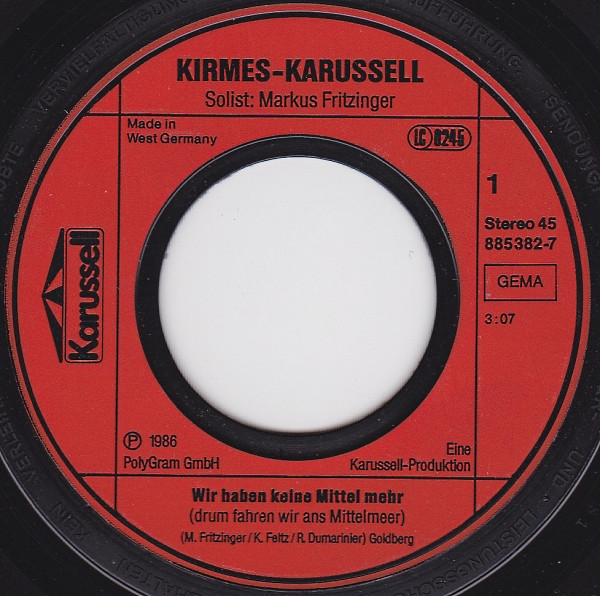 KIRMES-KARUSSELL
Solist: Markus Fritzinger
Made in
West Germany
LC 0245
1
Stereo 45
885382-7
GEMA
3:07
Karussell
P 1986
PolyGram GmbH
Eine
Karussell-Produktion
Wir haben keine Mittel mehr
(drum fahren wir ans Mittelmeer)
(M. Fritzinger/K. Feltz/R. Dumarinier) Goldberg
SENDUNG!
KEIN